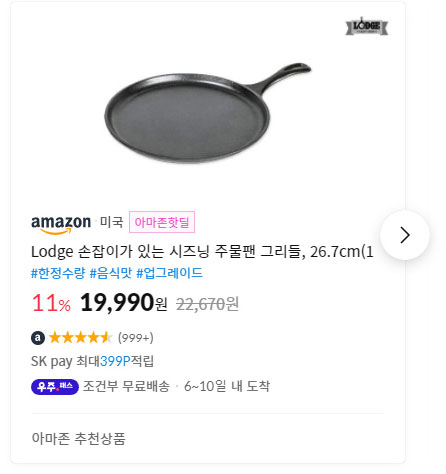 LODGE
amazon · 미국 아마존핫딜
Lodge 손잡이가 있는 시즈닝 주물팬 그리들, 26.7cm(1
#한정수량 #음식맛 #업그레이드
11% 19,990원 22,670원
a (999+)
SK pay 최대399P적립
우주.패스 조건부 무료배송 · 6~10일 내 도착
아마존 추천상품